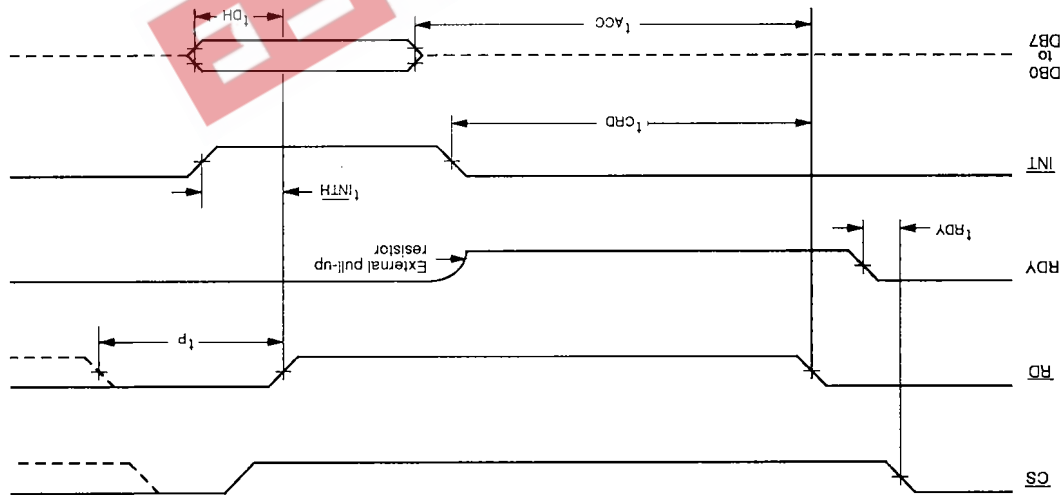 CS
RD
tp
RDY
tRDY
External pull-up
resistor
INT
tINTH
tCRD
DB0
to
DB7
tACC
tDH